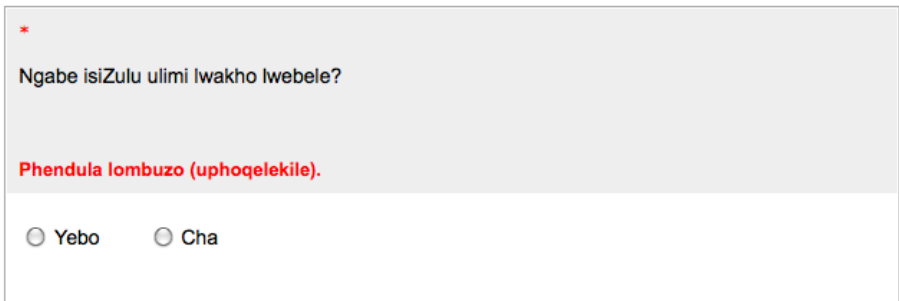 *
Ngabe isiZulu ulimi lwakho lwebele?
Phendula lombuzo (uphoqelekile).
Yebo Cha